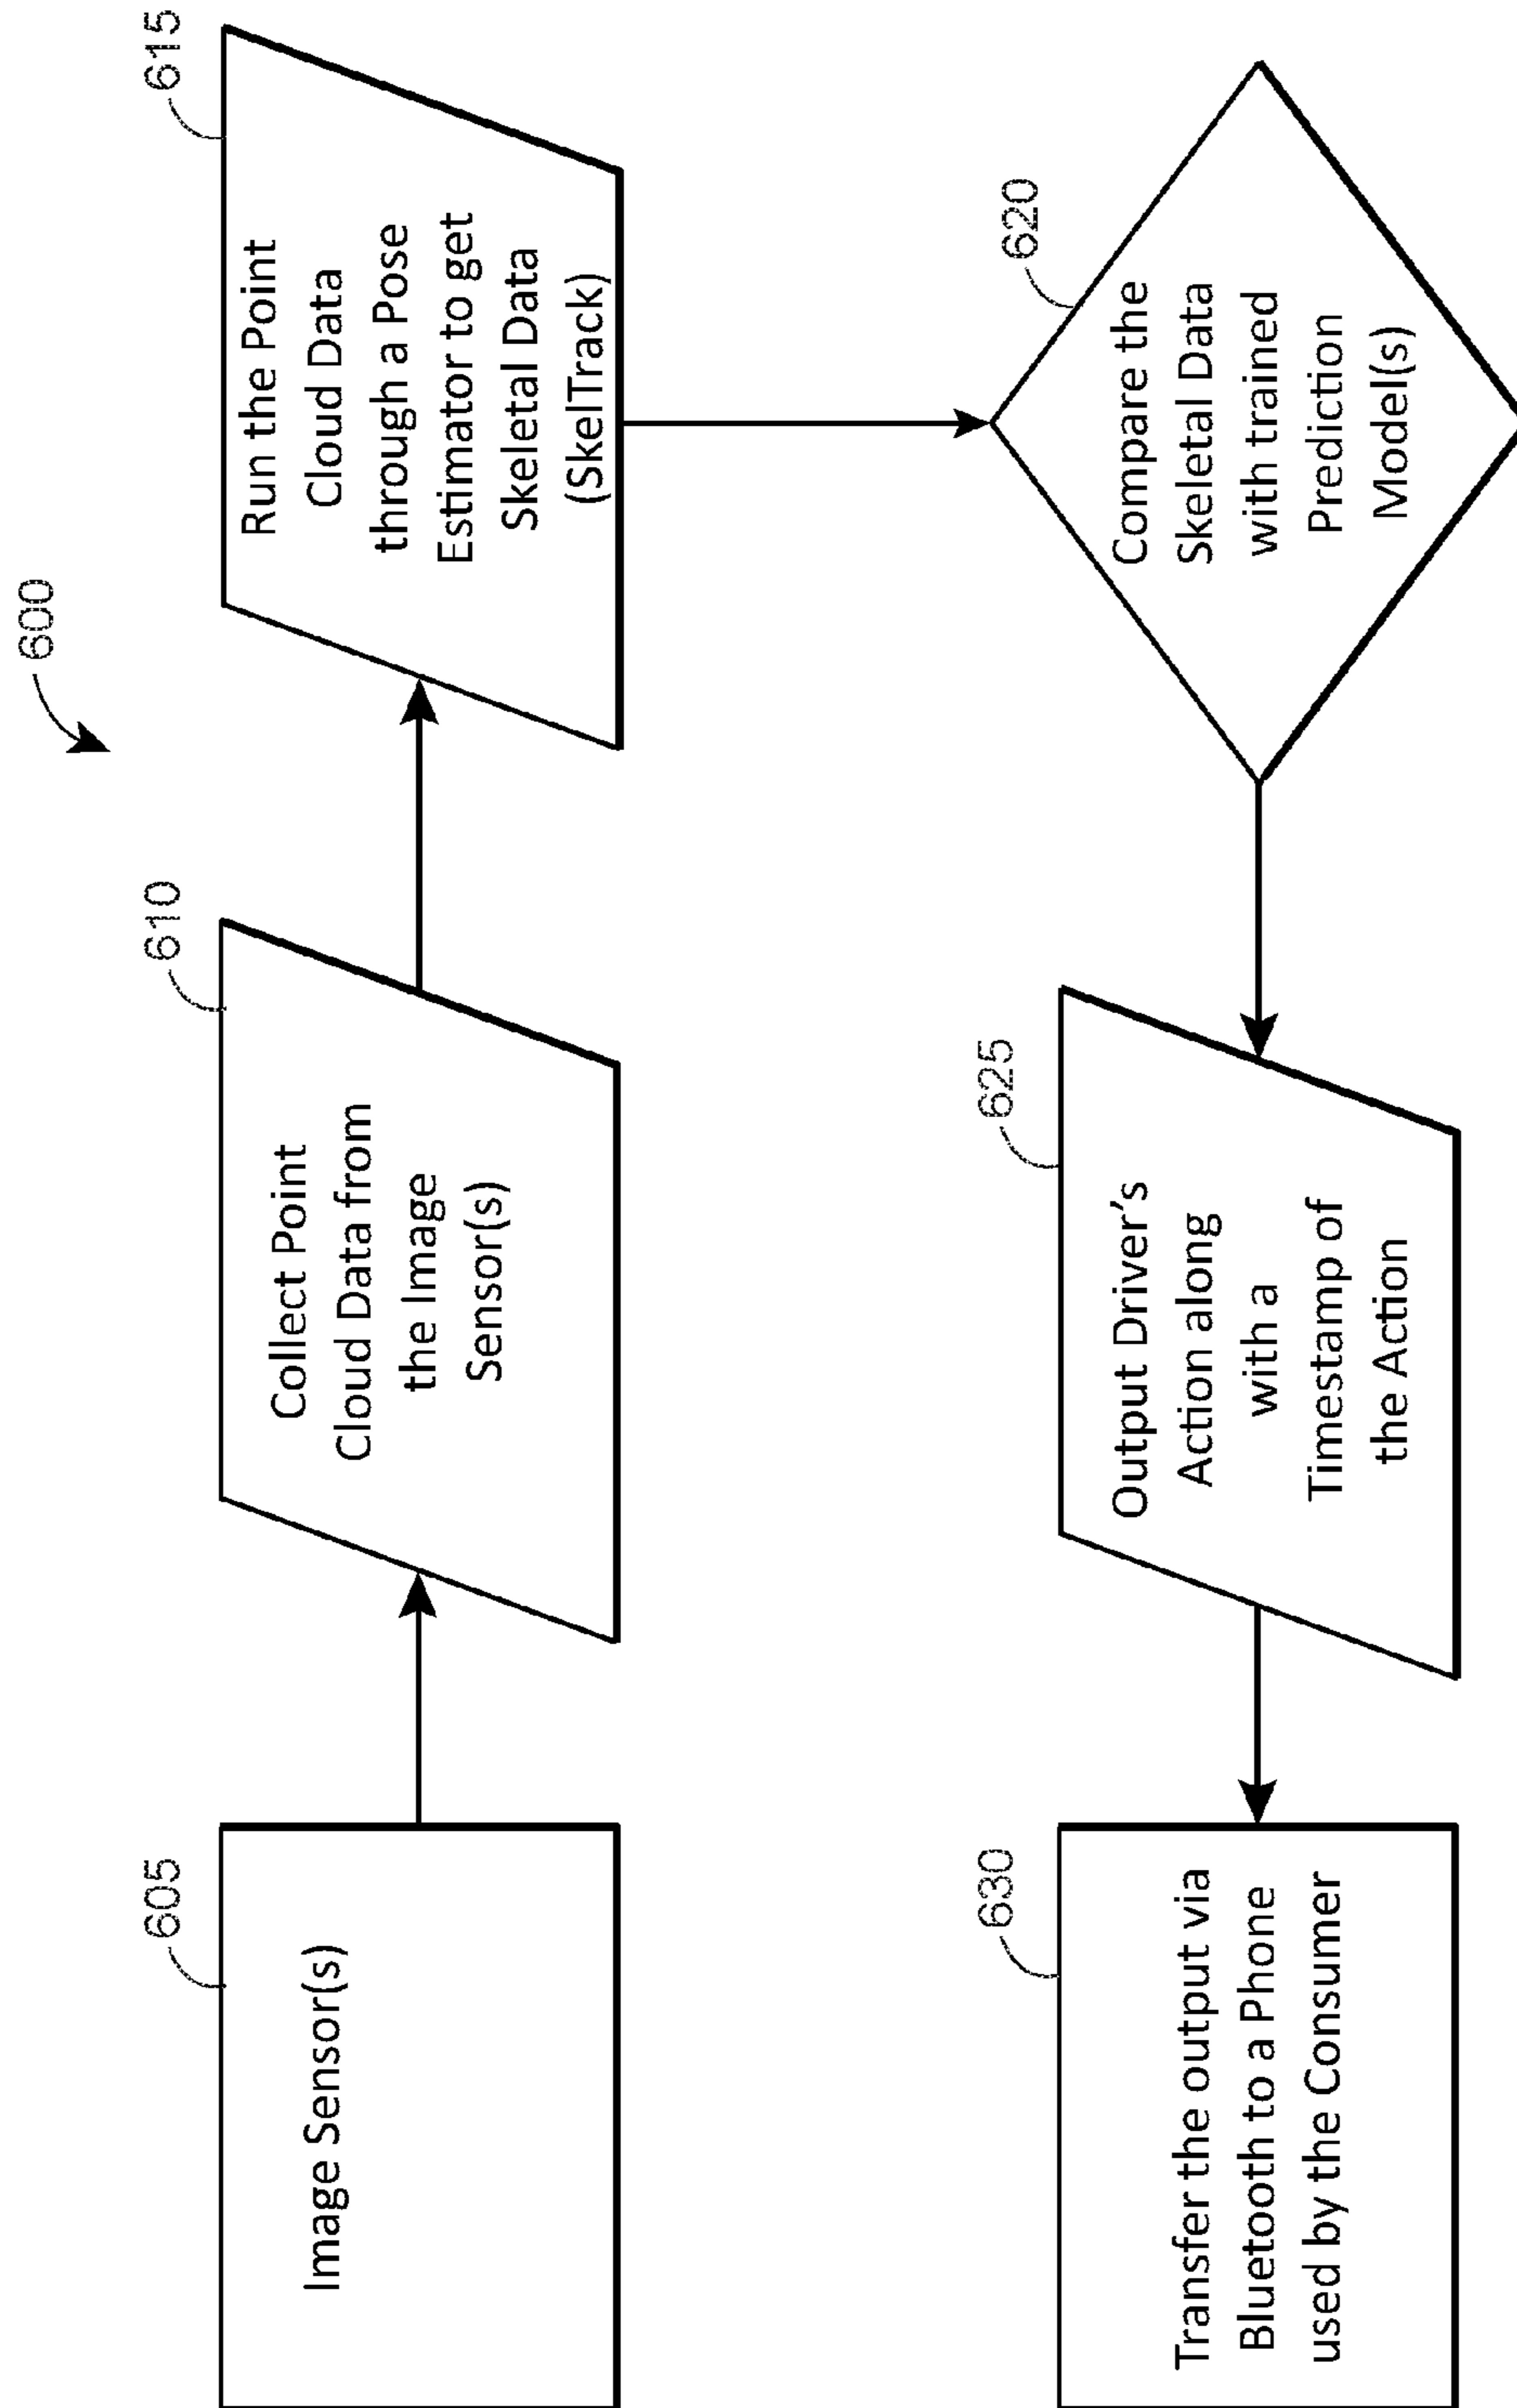 600
605
Image Sensor(s)
610
Collect Point
Cloud Data from
the Image
Sensor(s)
615
Run the Point
Cloud Data
through a Pose
Estimator to get
Skeletal Data
(SkelTrack)
620
Compare the
Skeletal Data
with trained
Prediction
Model(s)
625
Output Driver’s
Action along
with a
Timestamp of
the Action
630
Transfer the output via
Bluetooth to a Phone
used by the Consumer